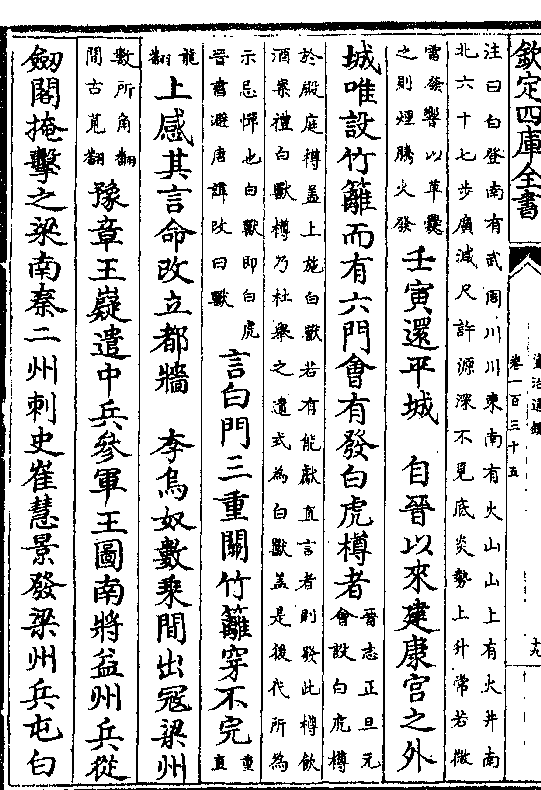 欽定四庫全書
資治通鑑
卷一百三十五
十九
注曰白登南有武周川川東南有火山山上有火井南
北六十七步廣減尺許源深不見底炎勢上升常若微
雷發響以草爨
之則煙騰火發
壬寅還平城　自晉以來建康宮之外
城唯設竹籬而有六門會有發白虎樽者
晉志正旦元
會設白虎樽
於殿庭樽蓋上施白獸若有能獻直言者則發此樽飲
酒案禮白獸樽乃杜舉之遺式為白獸蓋是後代所為
示忌憚也白獸即白虎
晉書避唐諱改曰獸
言白門三重關竹籬穿不完
重
直
龍
翻
上感其言命改立都牆　李烏奴數乘間出冦梁州
數所角翻
間古莧翻
豫章王嶷遣中兵參軍王圖南將益州兵從
劒閣掩擊之梁南秦二州刺史崔慧景發梁州兵屯白